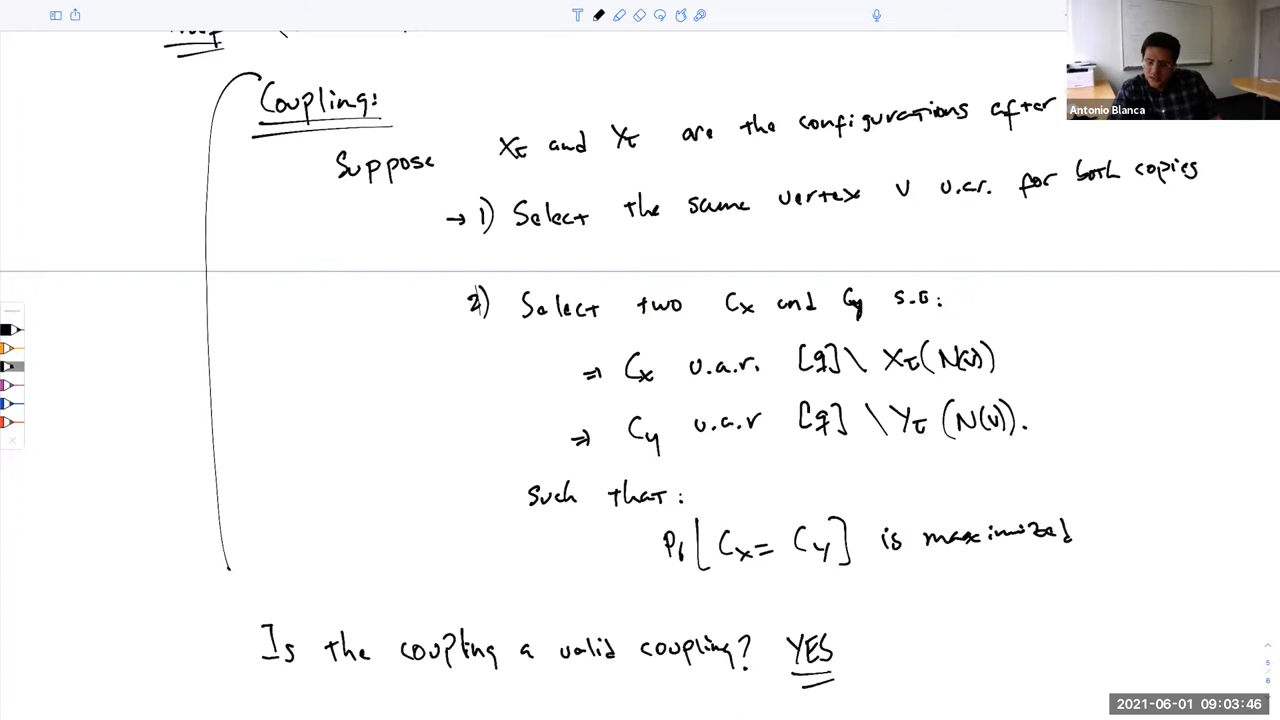 Coupling:
Antonio Blanca
Suppose Xt and Yt are the configurations after
→ 1) Select the same vertex v u.a.r. for both copies
2) Select two Cx and Cy s.t:
⇒ Cx u.a.r. [q] \ Xt(N(v))
⇒ Cy u.a.r [q] \ Yt (N(v)).
such that:
Pr[Cx = Cy] is maximized
Is the coupling a valid coupling? YES
5
6
2021-06-01 09:03:46